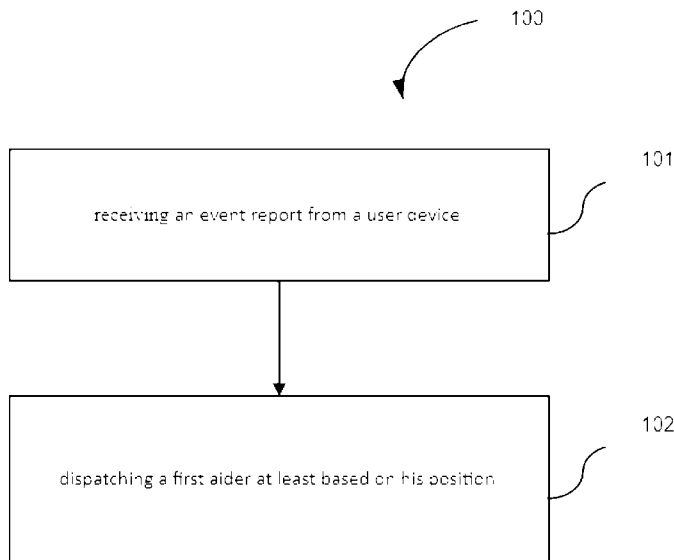 100
101
receiving an event report from a user device
102
dispatching a first aider at least based on his position